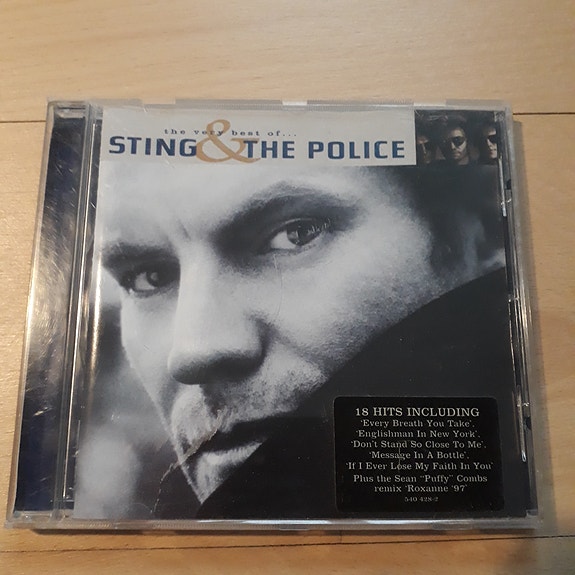 the very best of...
STING & THE POLICE
18 HITS INCLUDING
'Every Breath You Take',
'Englishman In New York',
'Don't Stand So Close To Me',
'Message In A Bottle',
'If I Ever Lose My Faith In You'
Plus the Sean "Puffy" Combs
remix 'Roxanne '97'
540 428-2